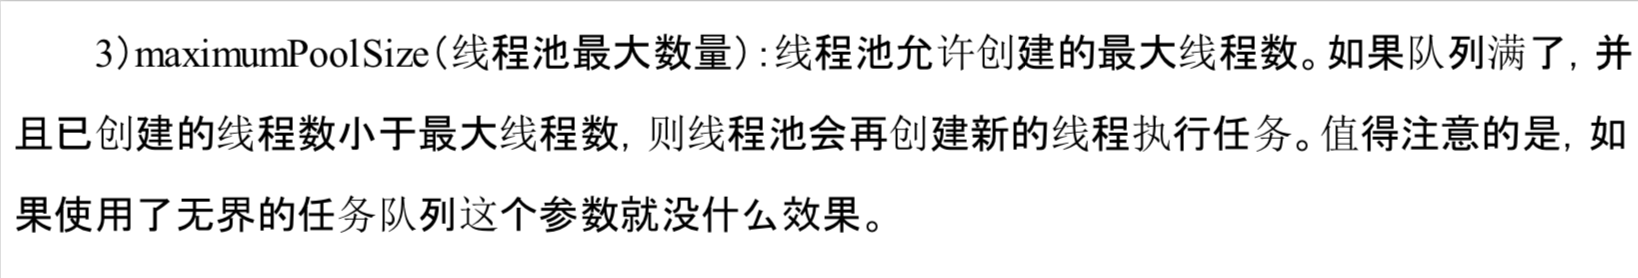 3)maximumPoolSize(线程池最大数量):线程池允许创建的最大线程数。如果队列满了, 并
且已创建的线程数小于最大线程数, 则线程池会再创建新的线程执行任务。值得注意的是, 如
果使用了无界的任务队列这个参数就没什么效果。